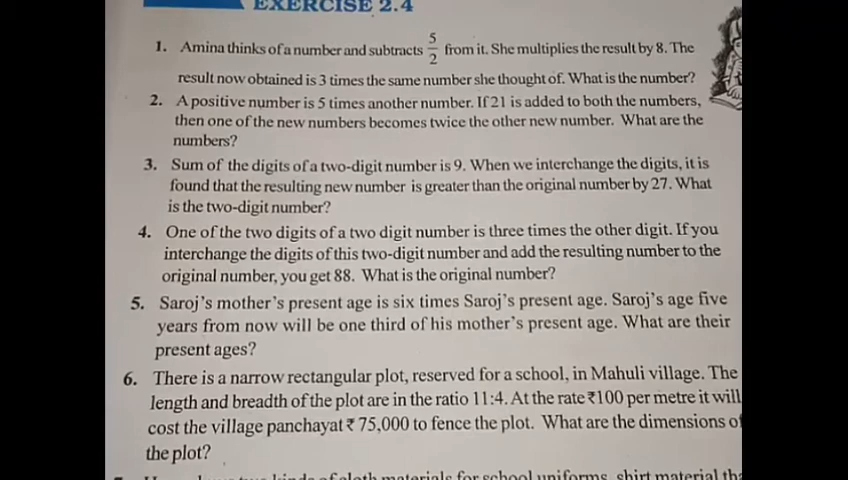 EXERCISE 2.4
1. Amina thinks of a number and subtracts 5/2 from it. She multiplies the result by 8. The
result now obtained is 3 times the same number she thought of. What is the number?
2. A positive number is 5 times another number. If 21 is added to both the numbers,
then one of the new numbers becomes twice the other new number. What are the
numbers?
3. Sum of the digits of a two-digit number is 9. When we interchange the digits, it is
found that the resulting new number is greater than the original number by 27. What
is the two-digit number?
4. One of the two digits of a two digit number is three times the other digit. If you
interchange the digits of this two-digit number and add the resulting number to the
original number, you get 88. What is the original number?
5. Saroj's mother's present age is six times Saroj's present age. Saroj's age five
years from now will be one third of his mother's present age. What are their
present ages?
6. There is a narrow rectangular plot, reserved for a school, in Mahuli village. The
length and breadth of the plot are in the ratio 11:4. At the rate ₹100 per metre it will
cost the village panchayat ₹ 75,000 to fence the plot. What are the dimensions of
the plot?
kinds of cloth materials for school uniforms, shirt material